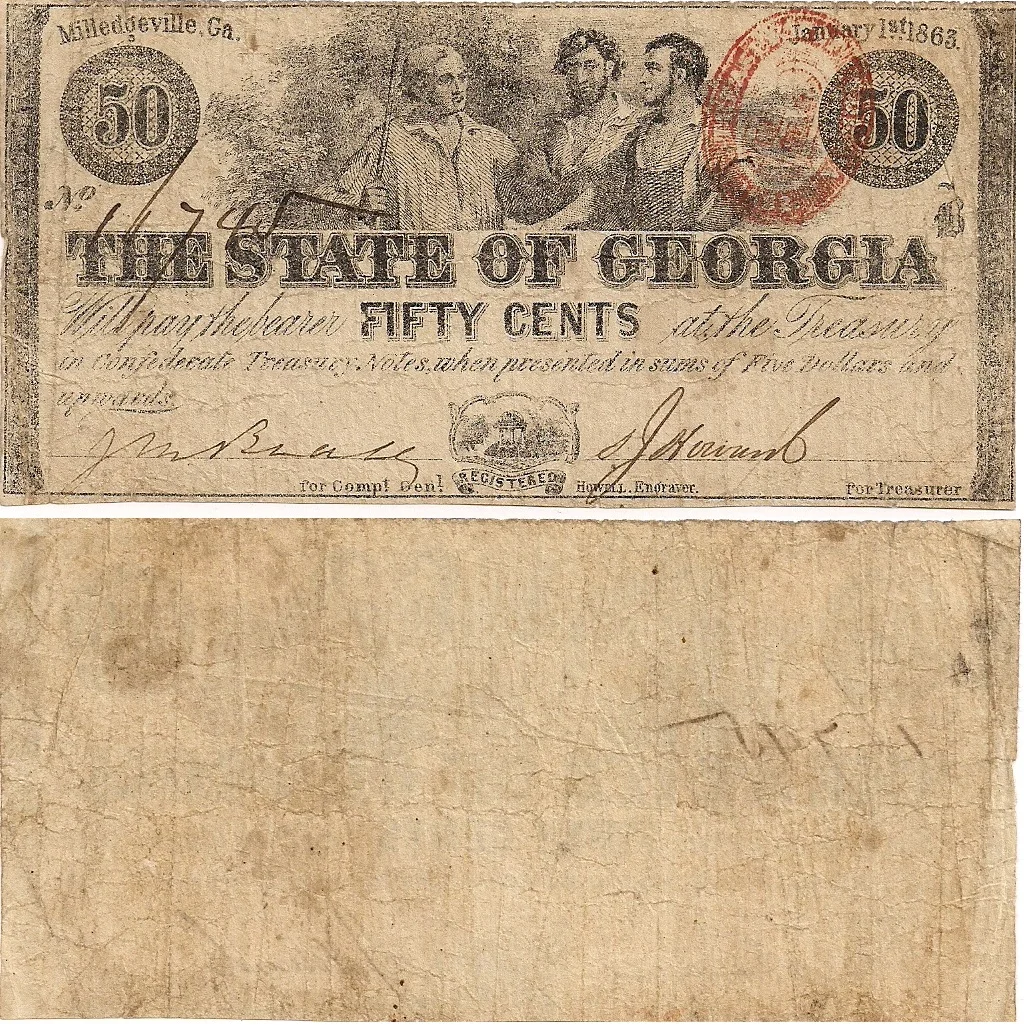 Milledgeville, Ga. January 1st 1863.
50 50
No 11745 B
THE STATE OF GEORGIA
Will pay the bearer FIFTY CENTS at the Treasury
in Confederate Treasury Notes, when presented in sums of Five Dollars and
upwards.
For Compt Genl REGISTERED HOWELL. Engraver. For Treasurer